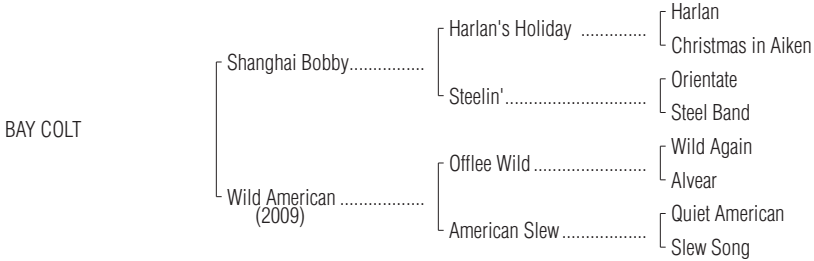 Harlan
Harlan's Holiday ..............
Christmas in Aiken
Shanghai Bobby................
Orientate
Steelin'..............................
Steel Band
BAY COLT
Wild Again
Offlee Wild ........................
Alvear
Wild American ..................
(2009)
Quiet American
American Slew..................
Slew Song